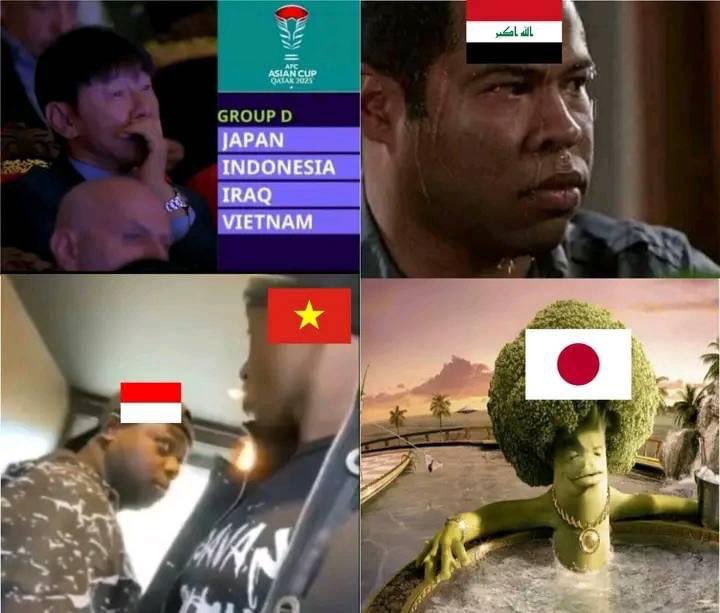 AFC
ASIAN CUP
QATAR 2023
GROUP D
JAPAN
INDONESIA
IRAQ
VIETNAM
الله اكبر